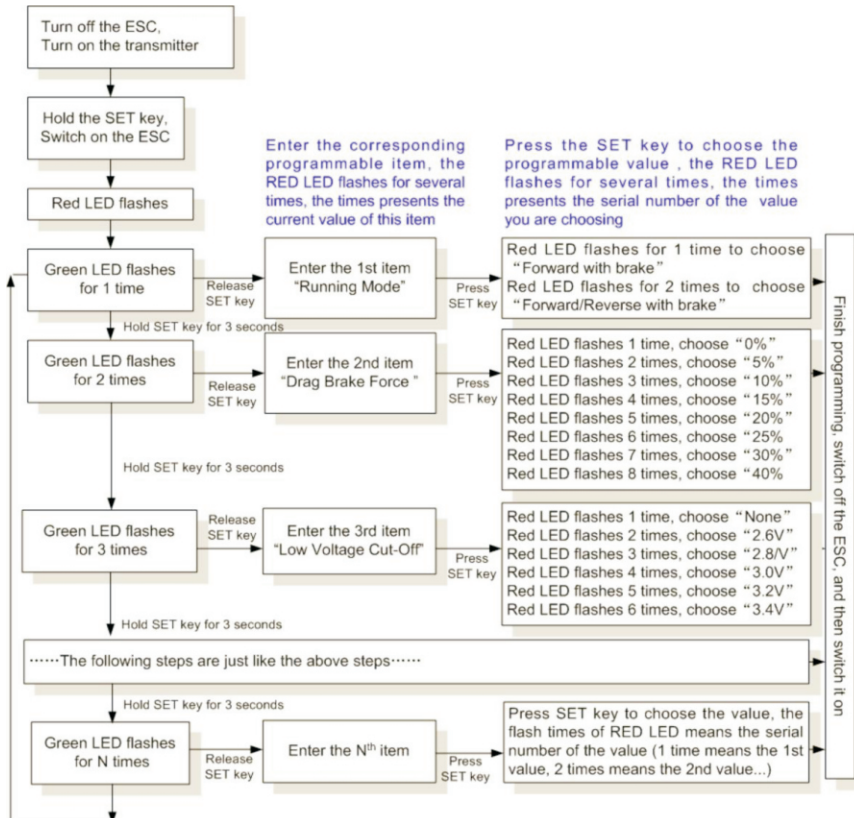 Turn off the ESC,
Turn on the transmitter
Hold the SET key,
Switch on the ESC
Red LED flashes
Enter the corresponding
programmable item, the
RED LED flashes for several
times, the times presents the
current value of this item
Press the SET key to choose the
programmable value , the RED LED
flashes for several times, the times
presents the serial number of the value
you are choosing
Green LED flashes
for 1 time
Release
SET key
Enter the 1st item
“Running Mode”
Press
SET key
Red LED flashes for 1 time to choose
“Forward with brake”
Red LED flashes for 2 times to choose
“Forward/Reverse with brake”
Hold SET key for 3 seconds
Green LED flashes
for 2 times
Release
SET key
Enter the 2nd item
“Drag Brake Force ”
Press
SET key
Red LED flashes 1 time, choose “0%”
Red LED flashes 2 times, choose “5%”
Red LED flashes 3 times, choose “10%”
Red LED flashes 4 times, choose “15%”
Red LED flashes 5 times, choose “20%”
Red LED flashes 6 times, choose “25%
Red LED flashes 7 times, choose “30%”
Red LED flashes 8 times, choose “40%
Hold SET key for 3 seconds
Green LED flashes
for 3 times
Release
SET key
Enter the 3rd item
“Low Voltage Cut-Off”
Press
SET key
Red LED flashes 1 time, choose “None”
Red LED flashes 2 times, choose “2.6V”
Red LED flashes 3 times, choose “2.8/V”
Red LED flashes 4 times, choose “3.0V”
Red LED flashes 5 times, choose “3.2V”
Red LED flashes 6 times, choose “3.4V”
Hold SET key for 3 seconds
······The following steps are just like the above steps······
Hold SET key for 3 seconds
Green LED flashes
for N times
Release
SET key
Enter the Nth item
Press
SET key
Press SET key to choose the value, the
flash times of RED LED means the serial
number of the value (1 time means the 1st
value, 2 times means the 2nd value...)
Finish programming, switch off the ESC, and then switch it on